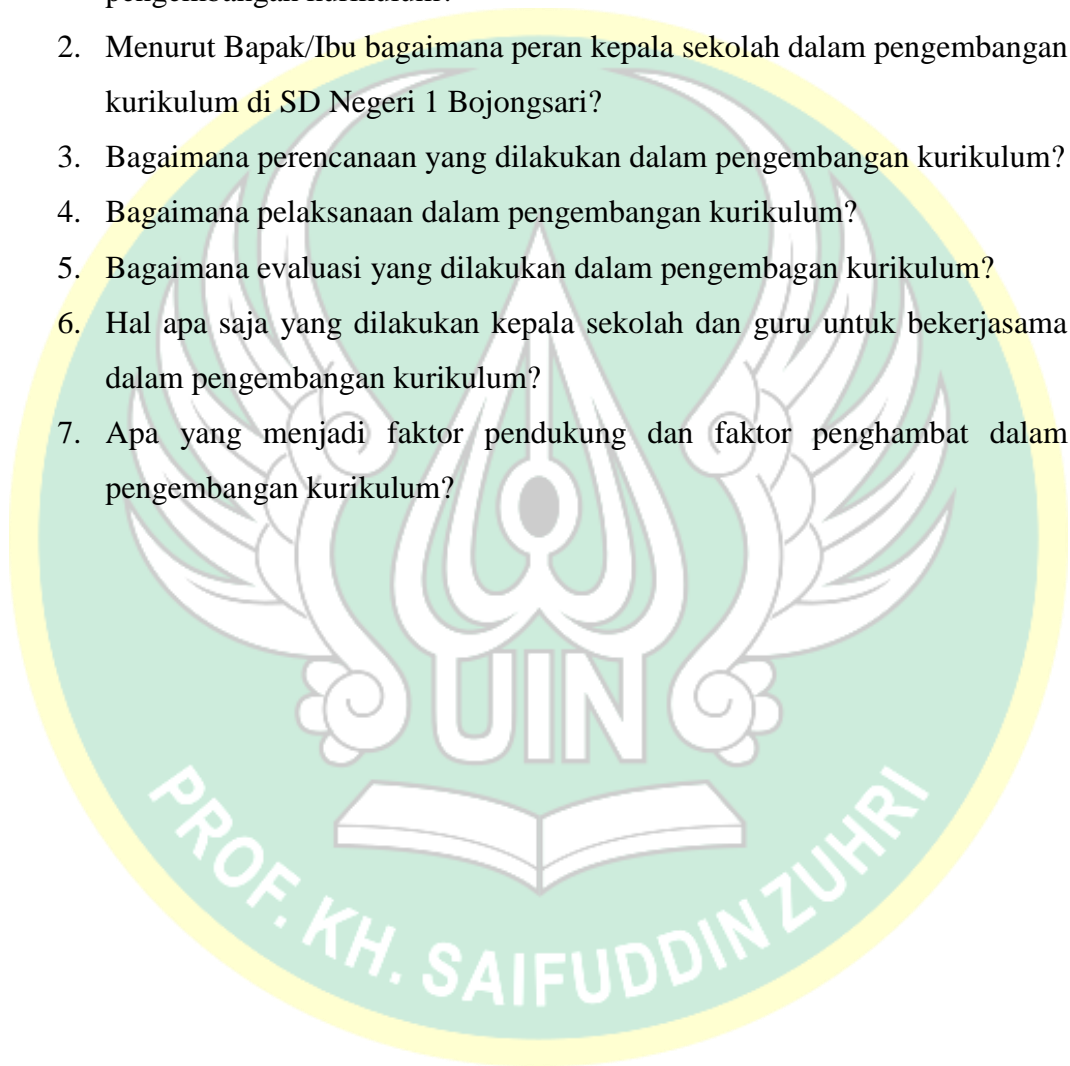 pengembangan kurikulum?
2. Menurut Bapak/Ibu bagaimana peran kepala sekolah dalam pengembangan
kurikulum di SD Negeri 1 Bojongsari?
3. Bagaimana perencanaan yang dilakukan dalam pengembangan kurikulum?
4. Bagaimana pelaksanaan dalam pengembangan kurikulum?
5. Bagaimana evaluasi yang dilakukan dalam pengembagan kurikulum?
6. Hal apa saja yang dilakukan kepala sekolah dan guru untuk bekerjasama
dalam pengembangan kurikulum?
7. Apa yang menjadi faktor pendukung dan faktor penghambat dalam
pengembangan kurikulum?
UIN
PROF. KH. SAIFUDDIN ZUHRI